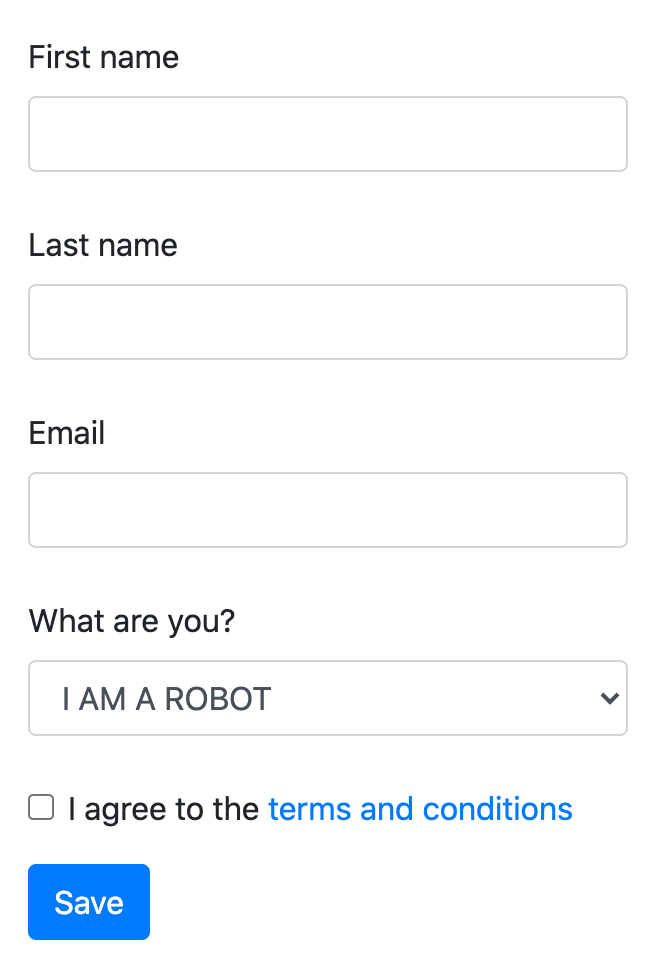 First name
Last name
Email
What are you?
I AM A ROBOT
I agree to the terms and conditions
Save